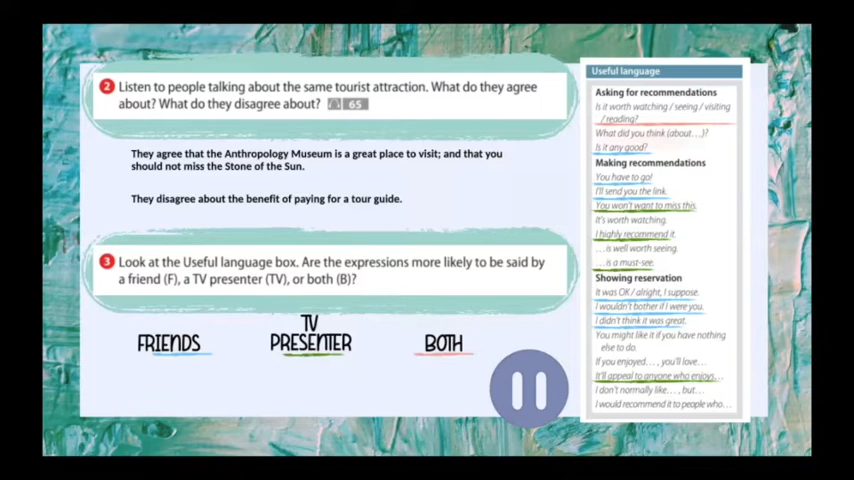 2 Listen to people talking about the same tourist attraction. What do they agree
about? What do they disagree about? 65
They agree that the Anthropology Museum is a great place to visit; and that you
should not miss the Stone of the Sun.
They disagree about the benefit of paying for a tour guide.
3 Look at the Useful language box. Are the expressions more likely to be said by
a friend (F), a TV presenter (TV), or both (B)?
FRIENDS
TV
PRESENTER
BOTH
Useful language
Asking for recommendations
Is it worth watching / seeing / visiting
/ reading?
What did you think (about…)?
Is it any good?
Making recommendations
You have to go!
I'll send you the link.
You won't want to miss this.
It's worth watching.
I highly recommend it.
…is well worth seeing.
…is a must-see.
Showing reservation
It was OK / alright, I suppose.
I wouldn't bother if I were you.
I didn't think it was great.
You might like it if you have nothing
else to do.
If you enjoyed…, you'll love…
It'll appeal to anyone who enjoys…
I don't normally like…, but…
I would recommend it to people who…